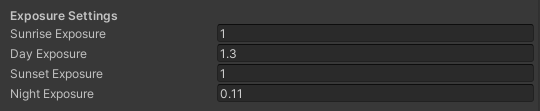 Exposure Settings
Sunrise Exposure 1
Day Exposure 1.3
Sunset Exposure 1
Night Exposure 0.11